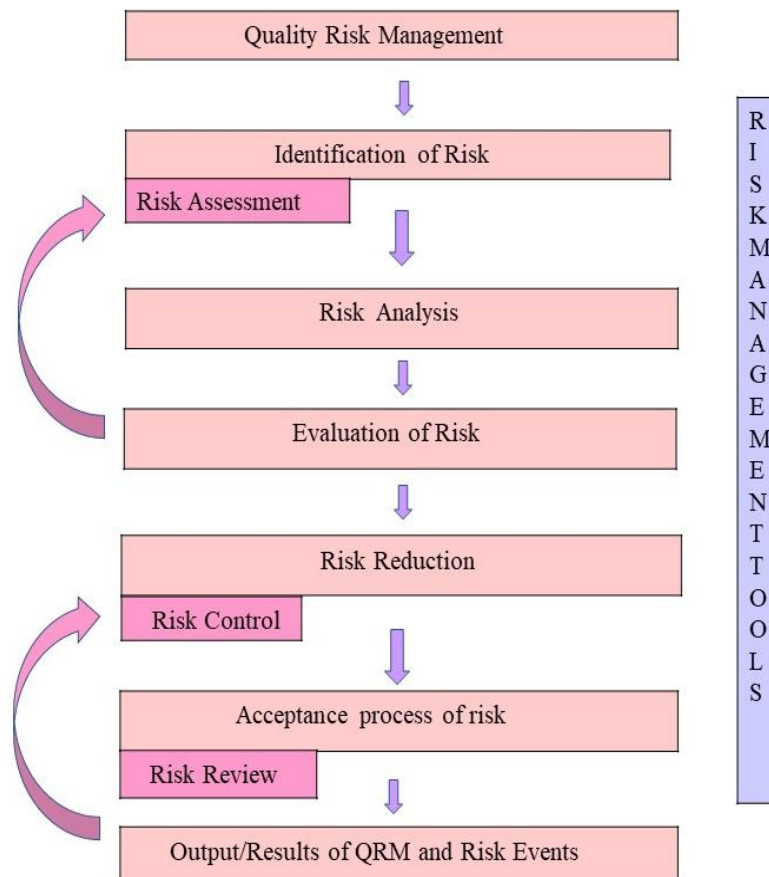 Quality Risk Management
Identification of Risk
Risk Assessment
Risk Analysis
Evaluation of Risk
Risk Reduction
Risk Control
Acceptance process of risk
Risk Review
Output/Results of QRM and Risk Events
R
I
S
K
M
A
N
A
G
E
M
E
N
T
T
O
O
L
S